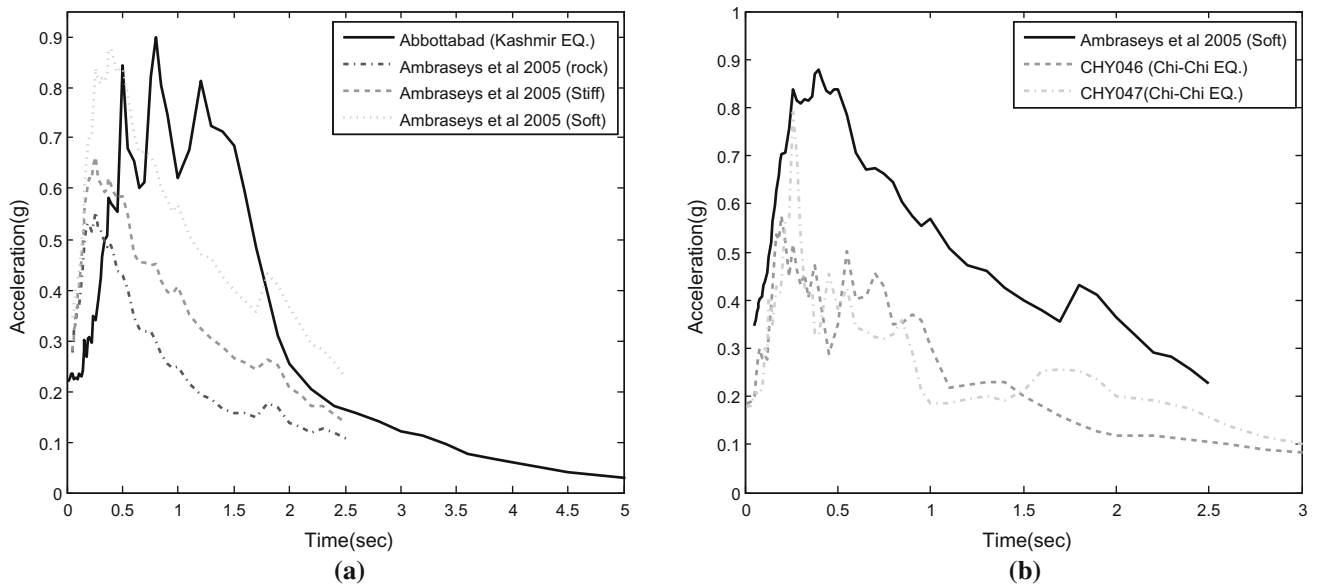 0.9
0.8
0.7
0.6
0.5
0.4
0.3
0.2
0.1
0
Acceleration(g)
Abbottabad (Kashmir EQ.)
Ambraseys et al 2005 (rock)
Ambraseys et al 2005 (Stiff)
Ambraseys et al 2005 (Soft)
0 0.5 1 1.5 2 2.5 3 3.5 4 4.5 5
Time(sec)
(a)
1
0.9
0.8
0.7
0.6
0.5
0.4
0.3
0.2
0.1
0
Acceleration(g)
Ambraseys et al 2005 (Soft)
CHY046 (Chi-Chi EQ.)
CHY047(Chi-Chi EQ.)
0 0.5 1 1.5 2 2.5 3
Time(sec)
(b)